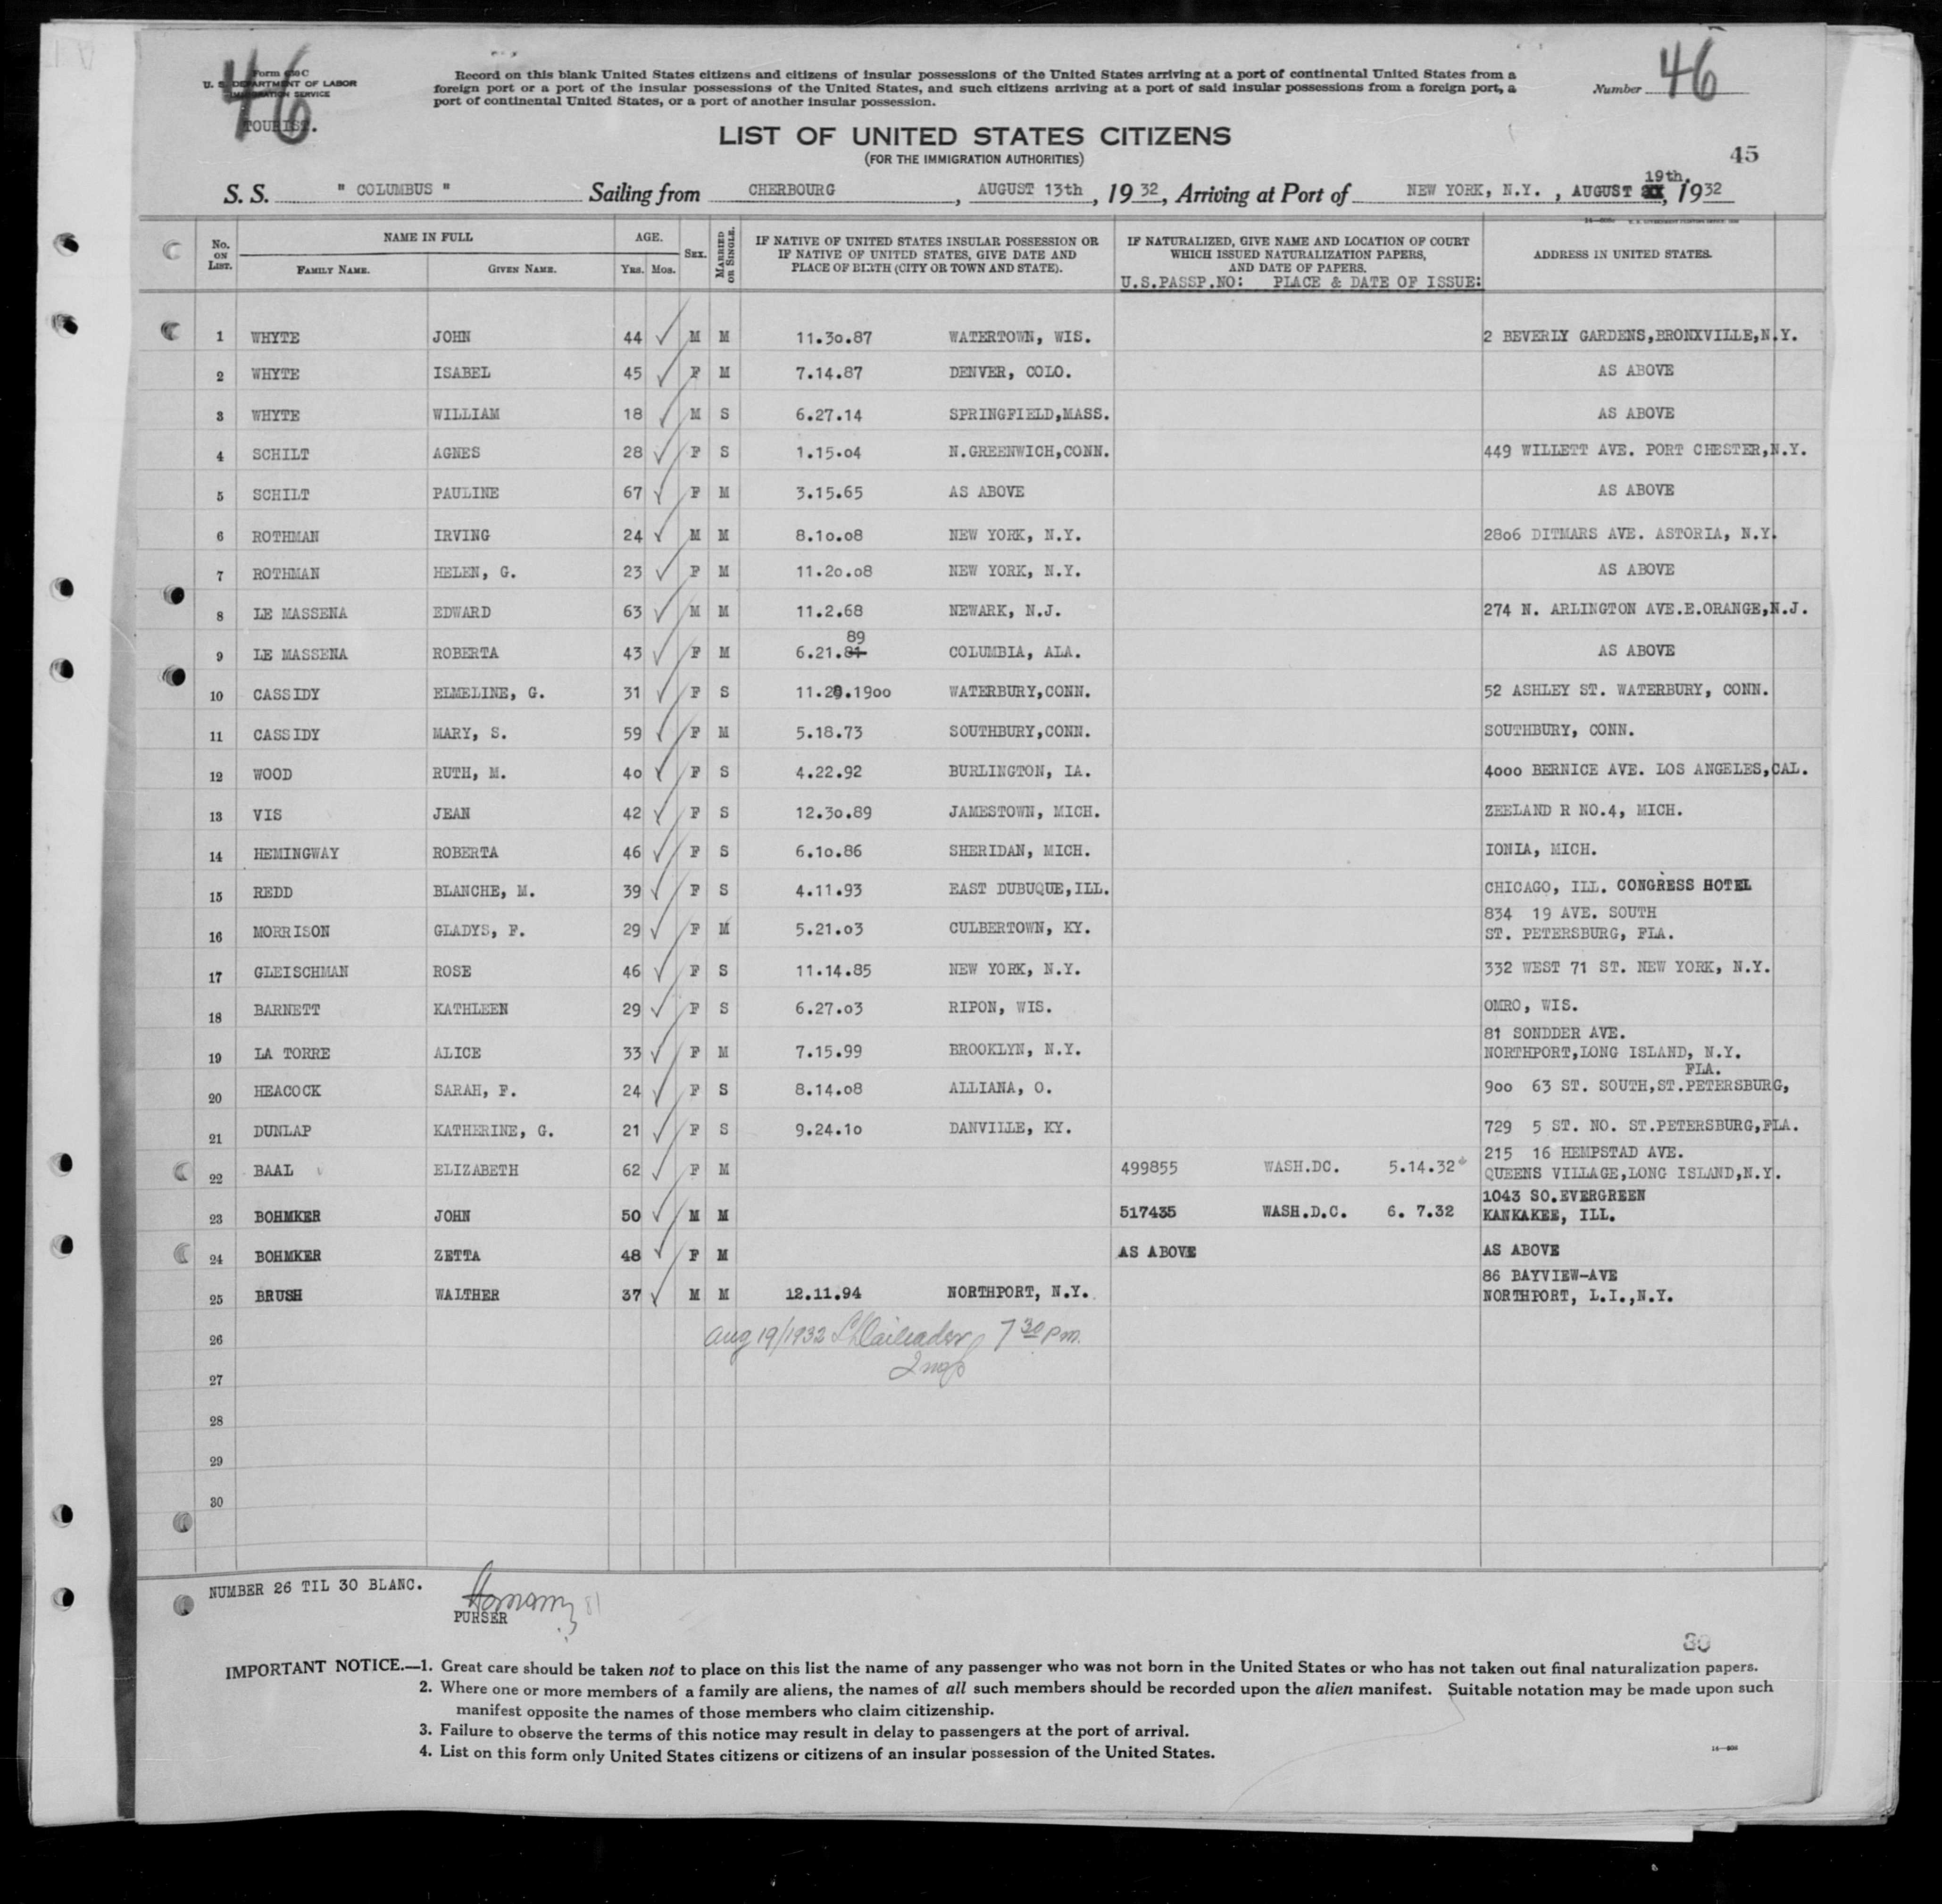 46
Form 630 C
U. S. DEPARTMENT OF LABOR
IMMIGRATION SERVICE
TOURIST.
Record on this blank United States citizens and citizens of insular possessions of the United States arriving at a port of continental United States from a
foreign port or a port of the insular possessions of the United States, and such citizens arriving at a port of said insular possessions from a foreign port, a
port of continental United States, or a port of another insular possession.
Number 46
LIST OF UNITED STATES CITIZENS
(FOR THE IMMIGRATION AUTHORITIES)
45
S. S. " COLUMBUS " Sailing from CHERBOURG, AUGUST 13th, 1932, Arriving at Port of NEW YORK, N.Y., AUGUST 19th., 1932
No. ON LIST. NAME IN FULL FAMILY NAME. GIVEN NAME. AGE. YRS. MOS. SEX. MARRIED OR SINGLE.
IF NATIVE OF UNITED STATES INSULAR POSSESSION OR
IF NATIVE OF UNITED STATES, GIVE DATE AND
PLACE OF BIRTH (CITY OR TOWN AND STATE).
IF NATURALIZED, GIVE NAME AND LOCATION OF COURT
WHICH ISSUED NATURALIZATION PAPERS,
AND DATE OF PAPERS.
U.S.PASSP.NO: PLACE & DATE OF ISSUE:
ADDRESS IN UNITED STATES.
1 WHYTE JOHN 44 M M 11.30.87 WATERTOWN, WIS. 2 BEVERLY GARDENS,BRONXVILLE,N.Y.
2 WHYTE ISABEL 45 F M 7.14.87 DENVER, COLO. AS ABOVE
3 WHYTE WILLIAM 18 M S 6.27.14 SPRINGFIELD,MASS. AS ABOVE
4 SCHILT AGNES 28 F S 1.15.04 N.GREENWICH,CONN. 449 WILLETT AVE. PORT CHESTER,N.Y.
5 SCHILT PAULINE 67 F M 3.15.65 AS ABOVE AS ABOVE
6 ROTHMAN IRVING 24 M M 8.10.08 NEW YORK, N.Y. 2806 DITMARS AVE. ASTORIA, N.Y.
7 ROTHMAN HELEN, G. 23 F M 11.20.08 NEW YORK, N.Y. AS ABOVE
8 LE MASSENA EDWARD 63 M M 11.2.68 NEWARK, N.J. 274 N. ARLINGTON AVE.E.ORANGE,N.J.
89
9 LE MASSENA ROBERTA 43 F M 6.21.81 COLUMBIA, ALA. AS ABOVE
10 CASSIDY ELMELINE, G. 31 F S 11.20.1900 WATERBURY,CONN. 52 ASHLEY ST. WATERBURY, CONN.
11 CASSIDY MARY, S. 59 F M 5.18.73 SOUTHBURY,CONN. SOUTHBURY, CONN.
12 WOOD RUTH, M. 40 F S 4.22.92 BURLINGTON, IA. 4000 BERNICE AVE. LOS ANGELES,CAL.
13 VIS JEAN 42 F S 12.30.89 JAMESTOWN, MICH. ZEELAND R NO.4, MICH.
14 HEMINGWAY ROBERTA 46 F S 6.10.86 SHERIDAN, MICH. IONIA, MICH.
15 REDD BLANCHE, M. 39 F S 4.11.93 EAST DUBUQUE,ILL. CHICAGO, ILL. CONGRESS HOTEL
16 MORRISON GLADYS, F. 29 F M 5.21.03 CULBERTOWN, KY. 834 19 AVE. SOUTH
ST. PETERSBURG, FLA.
17 GLEISCHMAN ROSE 46 F S 11.14.85 NEW YORK, N.Y. 332 WEST 71 ST. NEW YORK, N.Y.
18 BARNETT KATHLEEN 29 F S 6.27.03 RIPON, WIS. OMRO, WIS.
81 SONDDER AVE.
19 LA TORRE ALICE 33 F M 7.15.99 BROOKLYN, N.Y. NORTHPORT,LONG ISLAND, N.Y.
FLA.
20 HEACOCK SARAH, F. 24 F S 8.14.08 ALLIANA, O. 900 63 ST. SOUTH,ST.PETERSBURG,
21 DUNLAP KATHERINE, G. 21 F S 9.24.10 DANVILLE, KY. 729 5 ST. NO. ST.PETERSBURG,FLA.
215 16 HEMPSTAD AVE.
22 BAAL ELIZABETH 62 F M 499855 WASH.DC. 5.14.32 QUEENS VILLAGE,LONG ISLAND,N.Y.
1043 SO.EVERGREEN
23 BOHMKER JOHN 50 M M 517435 WASH.D.C. 6. 7.32 KANKAKEE, ILL.
24 BOHMKER ZETTA 48 F M AS ABOVE AS ABOVE
86 BAYVIEW-AVE
25 BRUSH WALTHER 37 M M 12.11.94 NORTHPORT, N.Y. NORTHPORT, L.I.,N.Y.
26 Aug 19/1932 7 30 pm.
Insp
27
28
29
30
NUMBER 26 TIL 30 BLANC.
PURSER
81
30
IMPORTANT NOTICE.—1. Great care should be taken not to place on this list the name of any passenger who was not born in the United States or who has not taken out final naturalization papers.
2. Where one or more members of a family are aliens, the names of all such members should be recorded upon the alien manifest. Suitable notation may be made upon such
manifest opposite the names of those members who claim citizenship.
3. Failure to observe the terms of this notice may result in delay to passengers at the port of arrival.
4. List on this form only United States citizens or citizens of an insular possession of the United States.